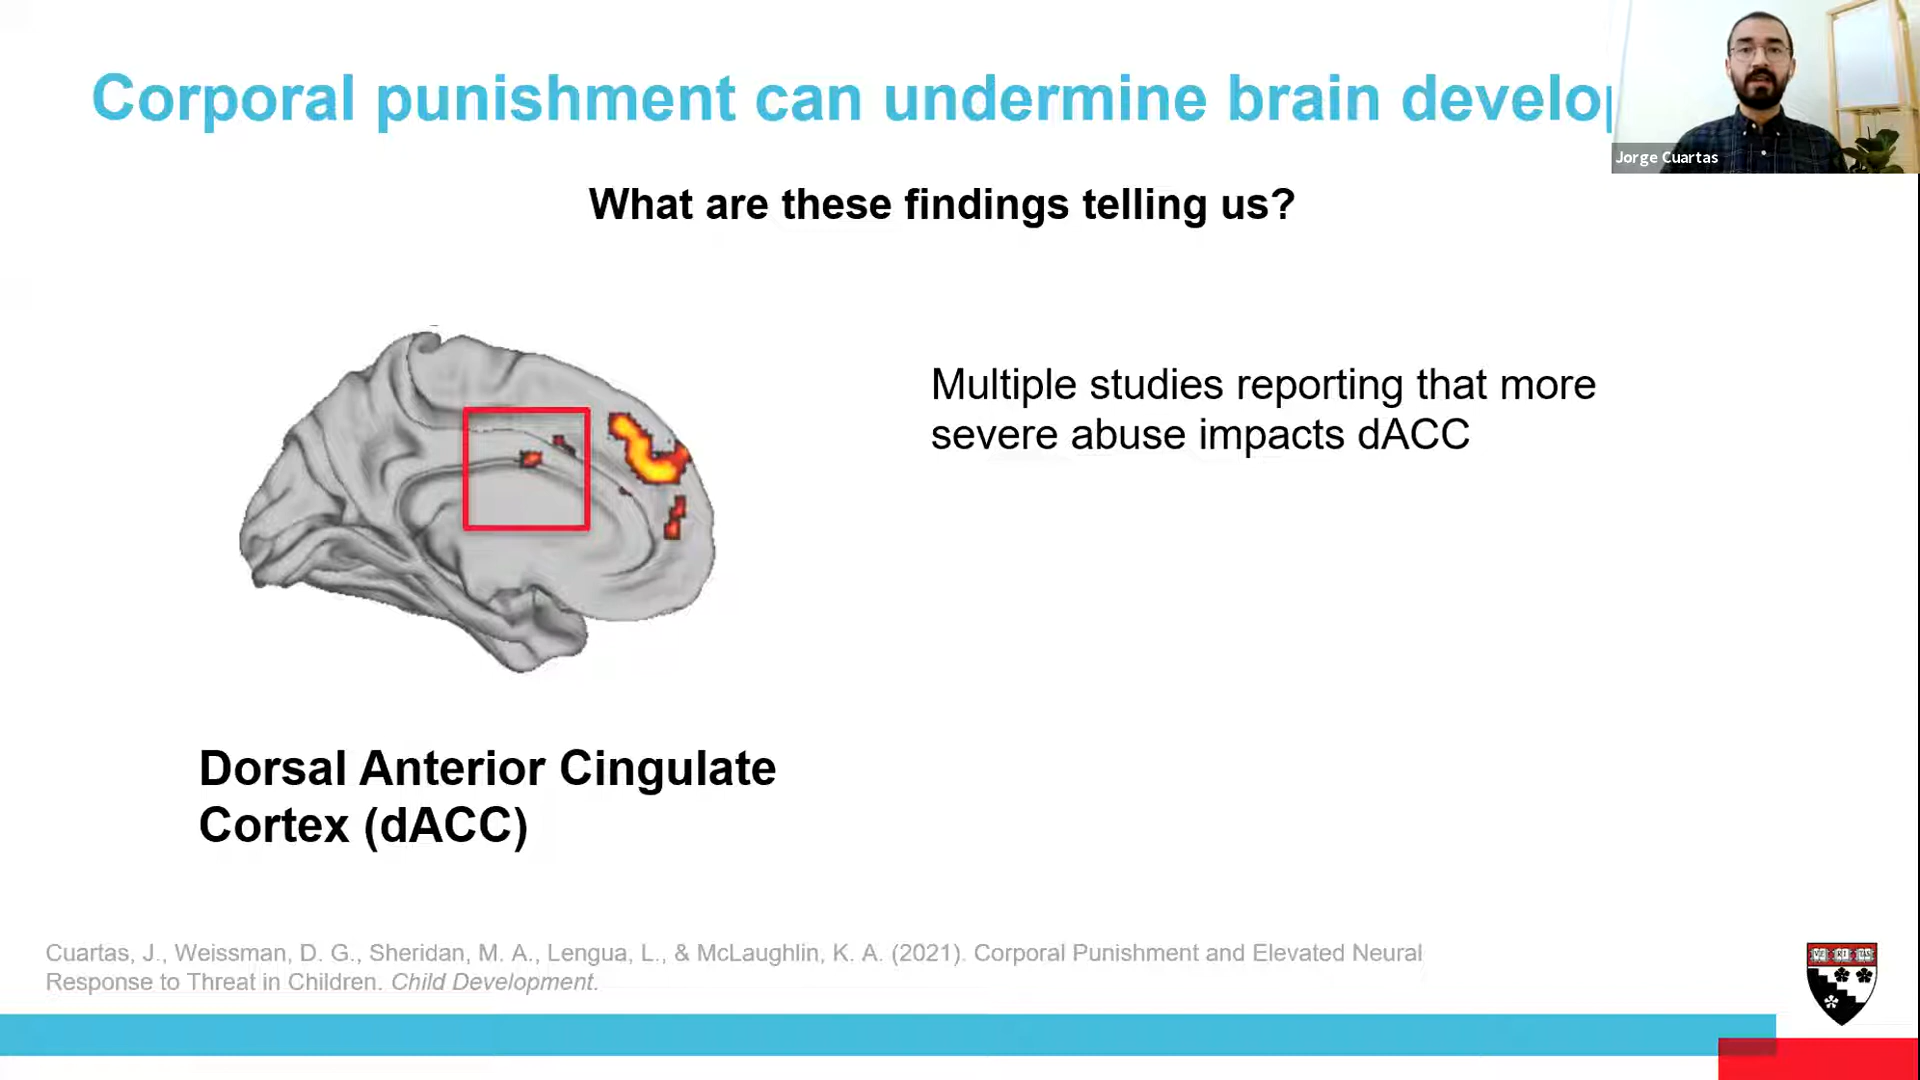 Corporal punishment can undermine brain develop
Jorge Cuartas
What are these findings telling us?
Multiple studies reporting that more
severe abuse impacts dACC
Dorsal Anterior Cingulate
Cortex (dACC)
Cuartas, J., Weissman, D. G., Sheridan, M. A., Lengua, L., & McLaughlin, K. A. (2021). Corporal Punishment and Elevated Neural
Response to Threat in Children. Child Development.